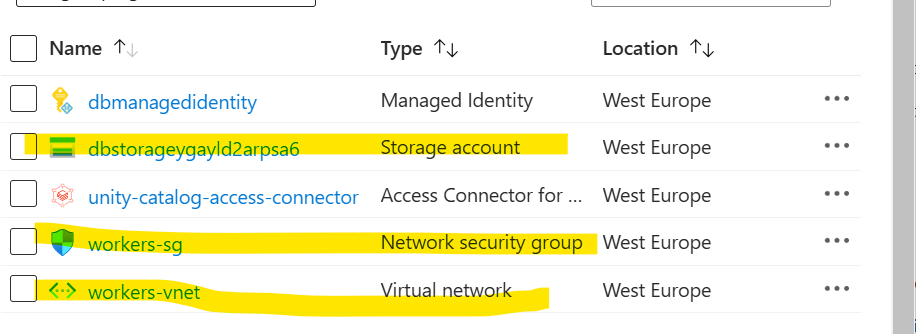 Name Type Location
dbmanagedidentity Managed Identity West Europe
dbstorageygayld2arpsa6 Storage account West Europe
unity-catalog-access-connector Access Connector for ... West Europe
workers-sg Network security group West Europe
workers-vnet Virtual network West Europe